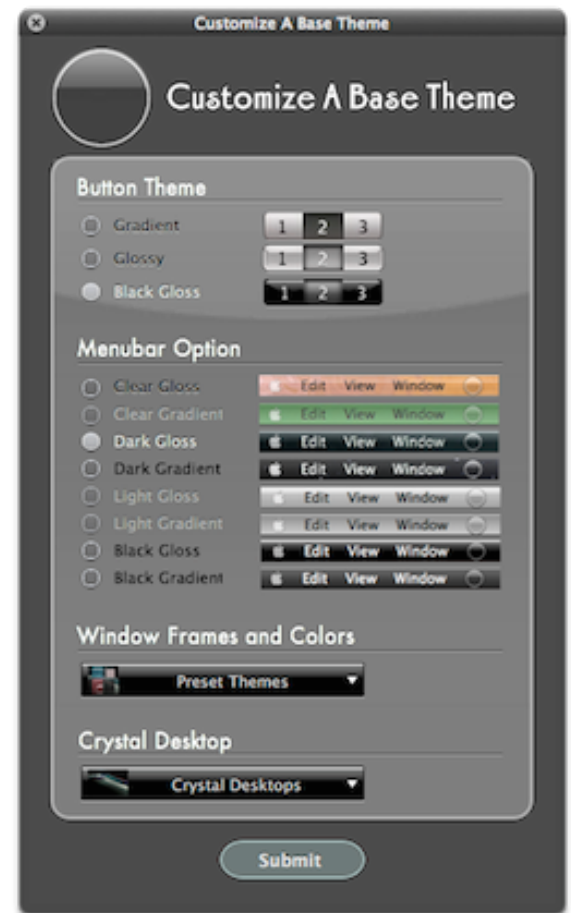 Customize A Base Theme
Customize A Base Theme
Button Theme
Gradient 1 2 3
Glossy 1 2 3
Black Gloss 1 2 3
Menubar Option
Clear Gloss Edit View Window
Clear Gradient Edit View Window
Dark Gloss Edit View Window
Dark Gradient Edit View Window
Light Gloss Edit View Window
Light Gradient Edit View Window
Black Gloss Edit View Window
Black Gradient Edit View Window
Window Frames and Colors
Preset Themes
Crystal Desktop
Crystal Desktops
Submit